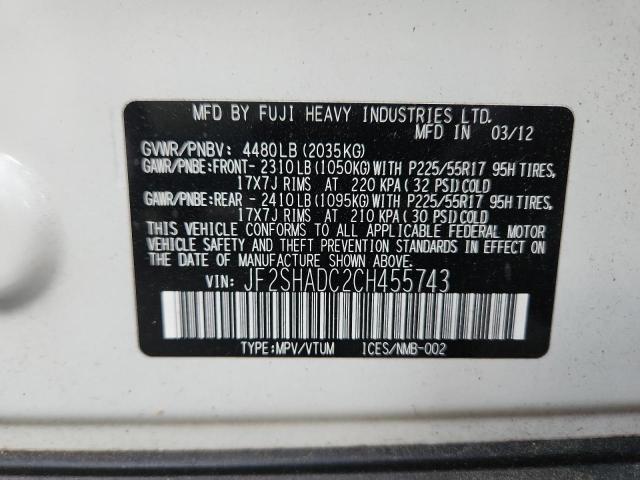 MFD BY FUJI HEAVY INDUSTRIES LTD.
MFD IN 03/12
GVWR/PNBV: 4480LB (2035KG)
GAWR/PNBE:FRONT- 2310LB (1050KG) WITH P225/55R17 95H TIRES,
17X7J RIMS AT 220 KPA (32 PSI) COLD
GAWR/PNBE:REAR - 2410LB (1095KG) WITH P225/55R17 95H TIRES,
17X7J RIMS AT 210 KPA (30 PSI) COLD
THIS VEHICLE CONFORMS TO ALL APPLICABLE FEDERAL MOTOR
VEHICLE SAFETY AND THEFT PREVENTION STANDARDS IN EFFECT ON
THE DATE OF MANUFACTURE SHOWN ABOVE.
VIN: JF2SHADC2CH455743
TYPE:MPV/VTUM ICES/NMB-002